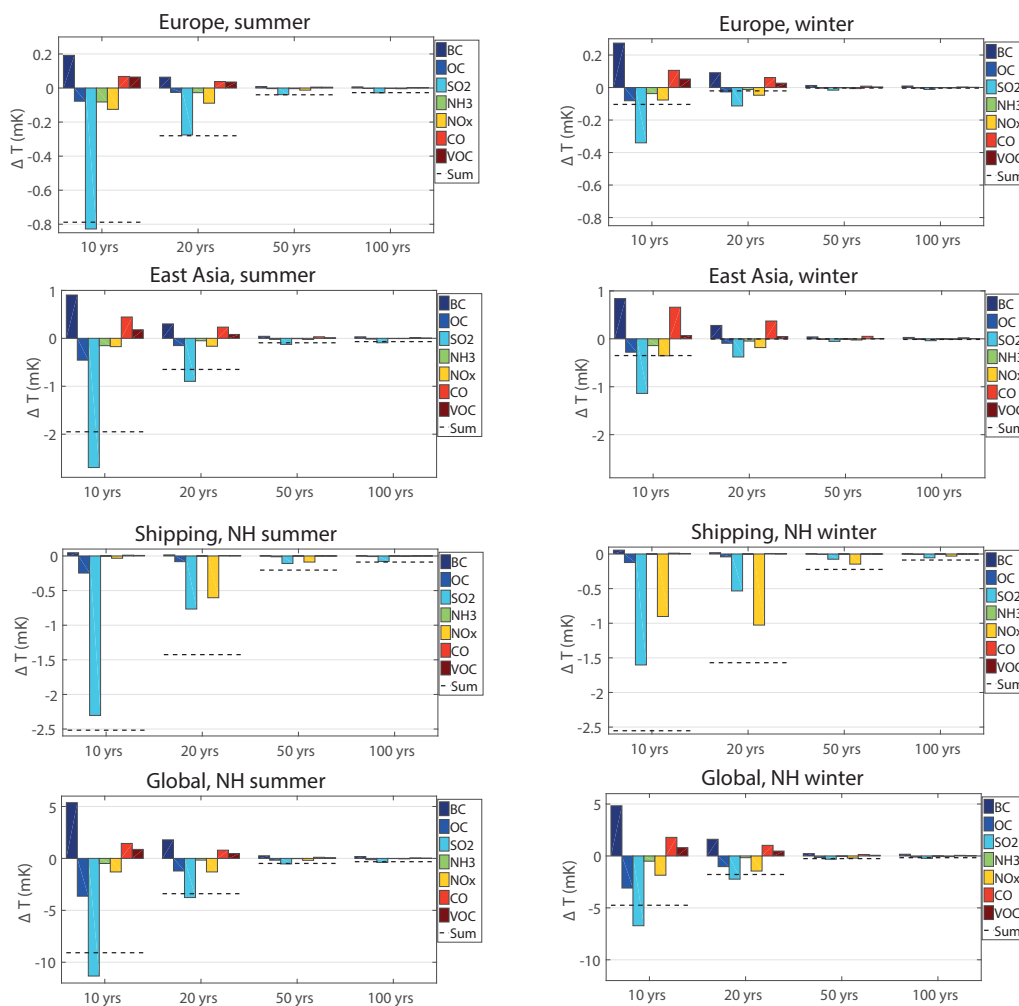 Europe, summer
0.2
0
-0.2
-0.4
-0.6
-0.8
Δ T (mK)
10 yrs 20 yrs 50 yrs 100 yrs
BC
OC
SO2
NH3
NOx
CO
VOC
Sum
Europe, winter
0.2
0
-0.2
-0.4
-0.6
-0.8
Δ T (mK)
10 yrs 20 yrs 50 yrs 100 yrs
BC
OC
SO2
NH3
NOx
CO
VOC
Sum
East Asia, summer
1
0
-1
-2
Δ T (mK)
10 yrs 20 yrs 50 yrs 100 yrs
BC
OC
SO2
NH3
NOx
CO
VOC
Sum
East Asia, winter
1
0
-1
-2
Δ T (mK)
10 yrs 20 yrs 50 yrs 100 yrs
BC
OC
SO2
NH3
NOx
CO
VOC
Sum
Shipping, NH summer
0
-0.5
-1
-1.5
-2
-2.5
Δ T (mK)
10 yrs 20 yrs 50 yrs 100 yrs
BC
OC
SO2
NH3
NOx
CO
VOC
Sum
Shipping, NH winter
0
-0.5
-1
-1.5
-2
-2.5
Δ T (mK)
10 yrs 20 yrs 50 yrs 100 yrs
BC
OC
SO2
NH3
NOx
CO
VOC
Sum
Global, NH summer
5
0
-5
-10
Δ T (mK)
10 yrs 20 yrs 50 yrs 100 yrs
BC
OC
SO2
NH3
NOx
CO
VOC
Sum
Global, NH winter
5
0
-5
-10
Δ T (mK)
10 yrs 20 yrs 50 yrs 100 yrs
BC
OC
SO2
NH3
NOx
CO
VOC
Sum